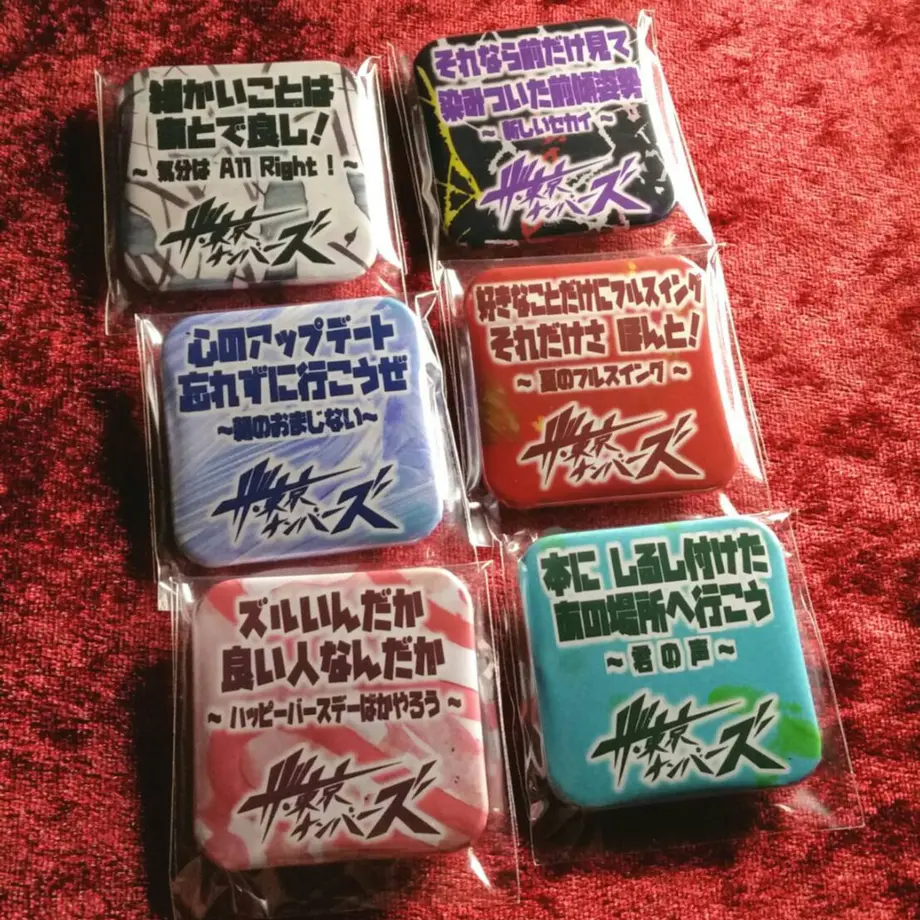 細かいことは
あとで良し!
~ 気分は A11 Right ! ~
ザ・東京ナンバーズ
それなら前だけ見て
染みついた前傾姿勢
~ 新しいセカイ ~
ザ・東京ナンバーズ
心のアップデート
忘れずに行こうぜ
~朝のおまじない~
ザ・東京ナンバーズ
好きなことだけにフルスイング
それだけさ ほんと!
~ 夏のフルスイング ~
ザ・東京ナンバーズ
ズルいんだか
良い人なんだか
~ ハッピーバースデーばかやろう ~
ザ・東京ナンバーズ
本に しるし付けた
あの場所へ行こう
~ 君の声 ~
ザ・東京ナンバーズ